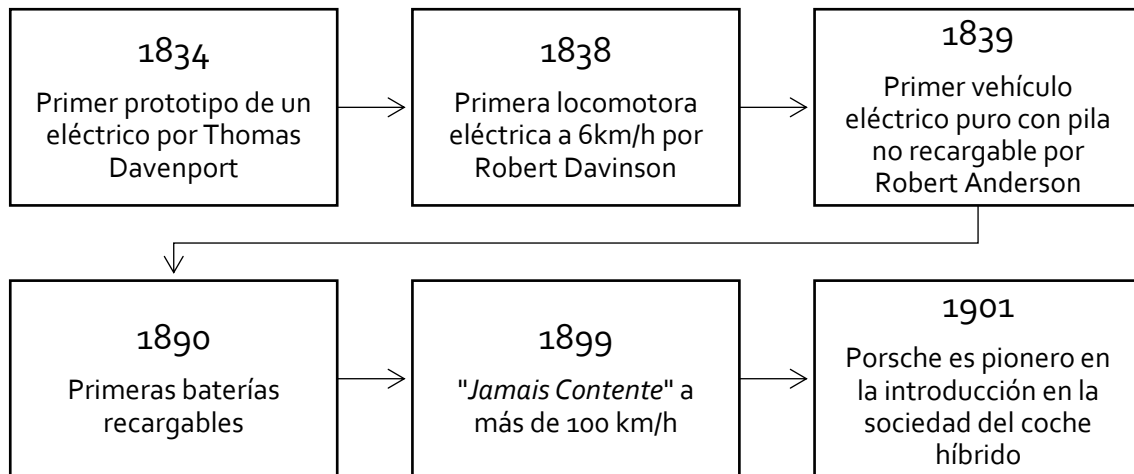 1834
Primer prototipo de un
eléctrico por Thomas
Davenport
1838
Primera locomotora
eléctrica a 6km/h por
Robert Davinson
1839
Primer vehículo
eléctrico puro con pila
no recargable por
Robert Anderson
1890
Primeras baterías
recargables
1899
"Jamais Contente" a
más de 100 km/h
1901
Porsche es pionero en
la introducción en la
sociedad del coche
híbrido